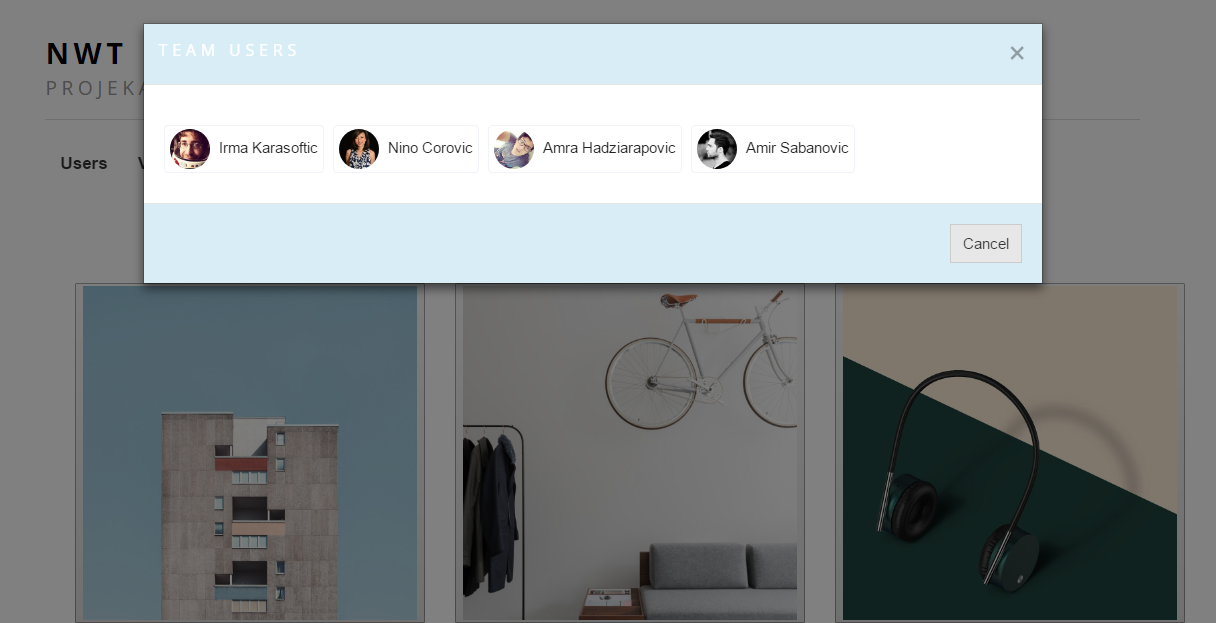 NWT
PROJEKA
TEAM USERS
×
Irma Karasoftic
Nino Corovic
Amra Hadziarapovic
Amir Sabanovic
Users
Cancel